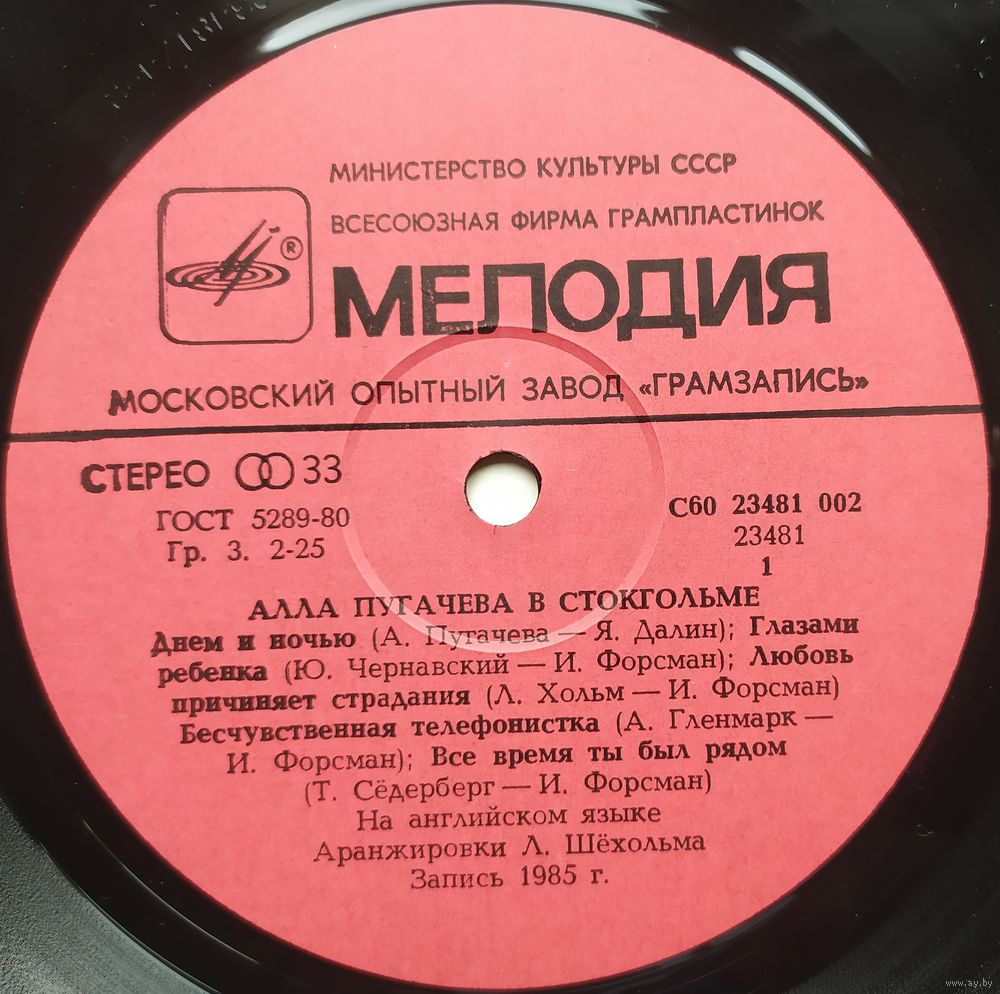 МИНИСТЕРСТВО КУЛЬТУРЫ СССР
ВСЕСОЮЗНАЯ ФИРМА ГРАМПЛАСТИНОК
®
МЕЛОДИЯ
МОСКОВСКИЙ ОПЫТНЫЙ ЗАВОД «ГРАМЗАПИСЬ»
СТЕРЕО 33
ГОСТ 5289-80
Гр. 3. 2-25
С60 23481 002
23481
1
АЛЛА ПУГАЧЕВА В СТОКГОЛЬМЕ
Днем и ночью (А. Пугачева — Я. Далин); Глазами
ребенка (Ю. Чернавский — И. Форсман); Любовь
причиняет страдания (Л. Хольм — И. Форсман)
Бесчувственная телефонистка (А. Гленмарк —
И. Форсман); Все время ты был рядом
(Т. Сёдерберг — И. Форсман)
На английском языке
Аранжировки Л. Шёхольма
Запись 1985 г.
www.ay.by